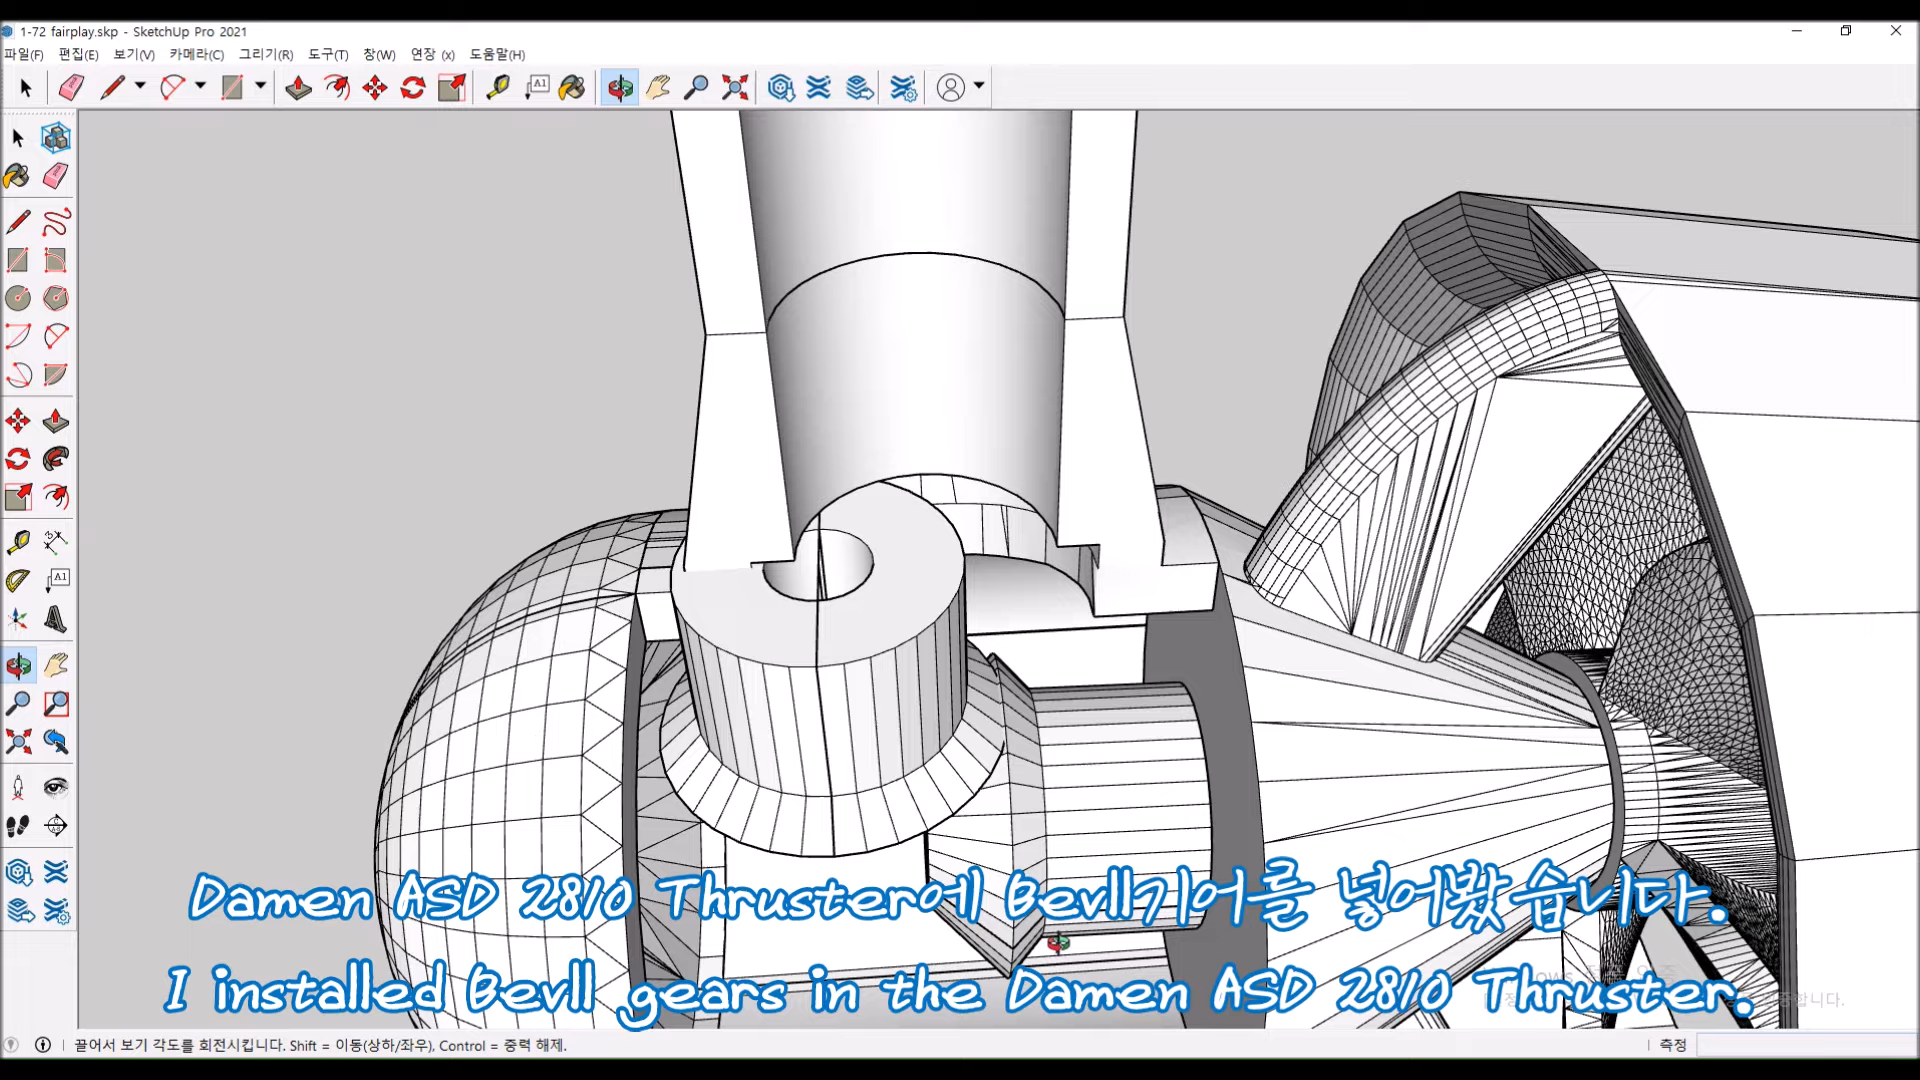 1-72 fairplay.skp - SketchUp Pro 2021
파일(F) 편집(E) 보기(V) 카메라(C) 그리기(R) 도구(T) 창(W) 연장 (x) 도움말(H)
A1
A1
Damen ASD 2810 Thruster에 Bevll기어를 넣어봤습니다.
I installed Bevll gears in the Damen ASD 2810 Thruster.
끌어서 보기 각도를 회전시킵니다. Shift = 이동(상하/좌우), Control = 중력 해제.
측정